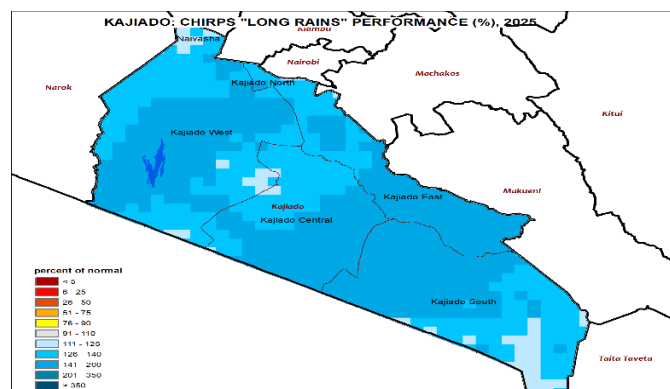 KAJIADO: CHIRPS "LONG RAINS" PERFORMANCE (%), 2025
Kiambu
Naivasha
Nairobi
Narok
Kajiado North
Machakos
Kitui
Kajiado West
Makueni
Kajiado East
Kajiado
Kajiado Central
percent of normal
< 5
6 - 25
26 - 50
51 - 75
76 - 90
91 - 110
111 - 125
126 - 140
141 - 200
201 - 350
> 350
Kajiado South
Taita Taveta